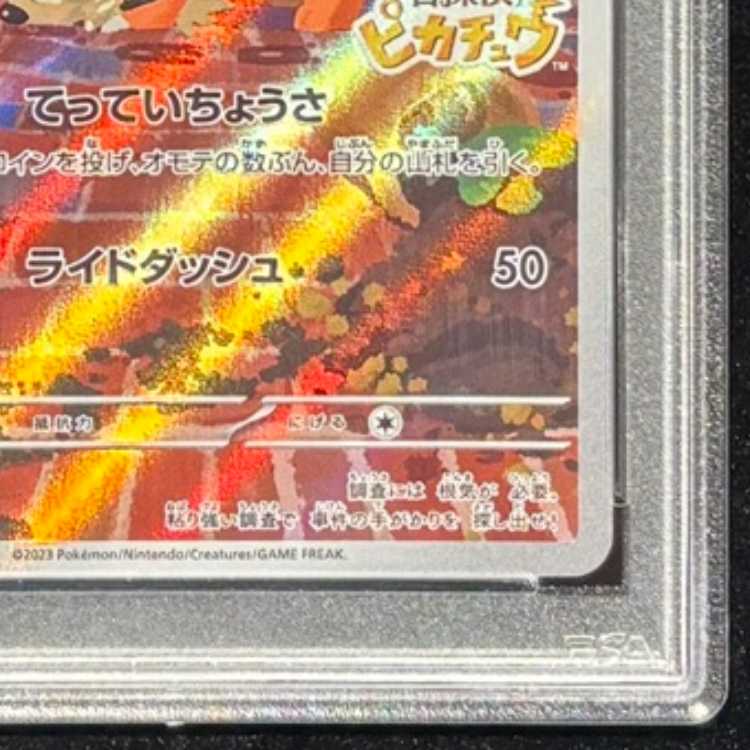 ピカチュウ
TM
てっていちょうさ
コインを投げ、オモテの数ぶん、自分の山札を引く。
ライドダッシュ 50
抵抗力 にげる
調査には 根気が 必要。
粘り強い調査で 事件の手がかりを 探し出せ!
©2023 Pokémon/Nintendo/Creatures/GAME FREAK.